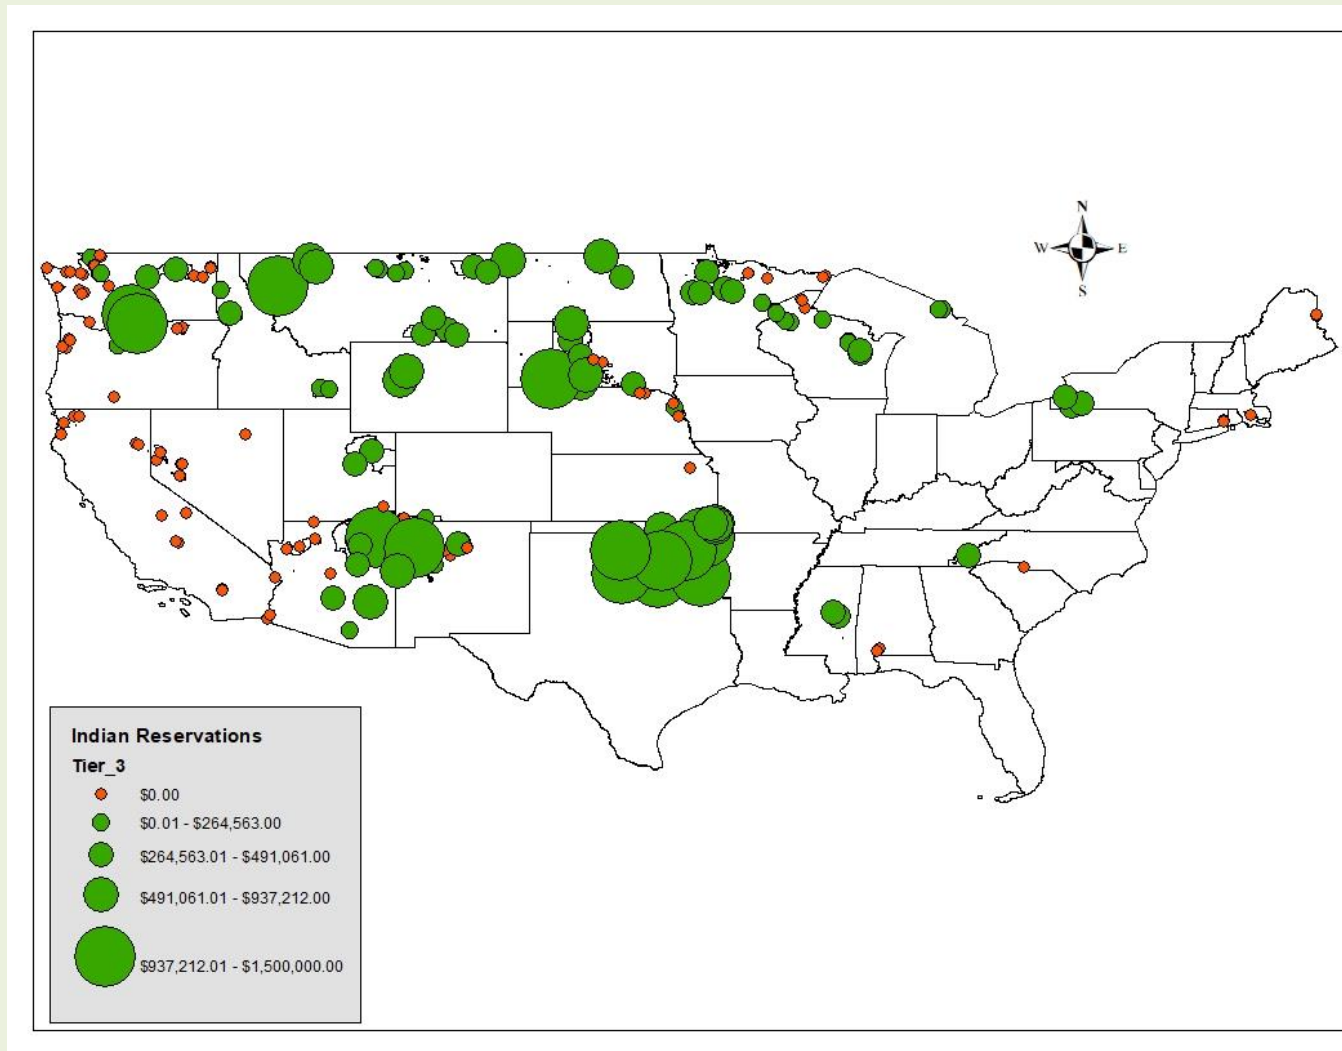 N
W E
S
Indian Reservations
Tier_3
$0.00
$0.01 - $264,563.00
$264,563.01 - $491,061.00
$491,061.01 - $937,212.00
$937,212.01 - $1,500,000.00